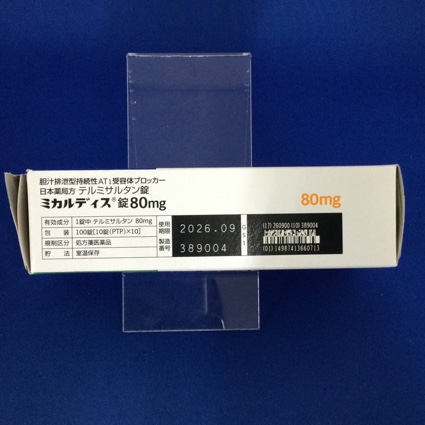 胆汁排泄型持続性AT1受容体ブロッカー
日本薬局方 テルミサルタン錠
ミカルディス®錠80mg
80mg
有効成分 1錠中 テルミサルタン 80mg
包 装 100錠[10錠(PTP)×10]
規制区分 処方箋医薬品
貯 法 室温保存
使用期限 2026.09
製造番号 389004
GS1
(17) 260900 (10) 389004
(01) 14987413660713